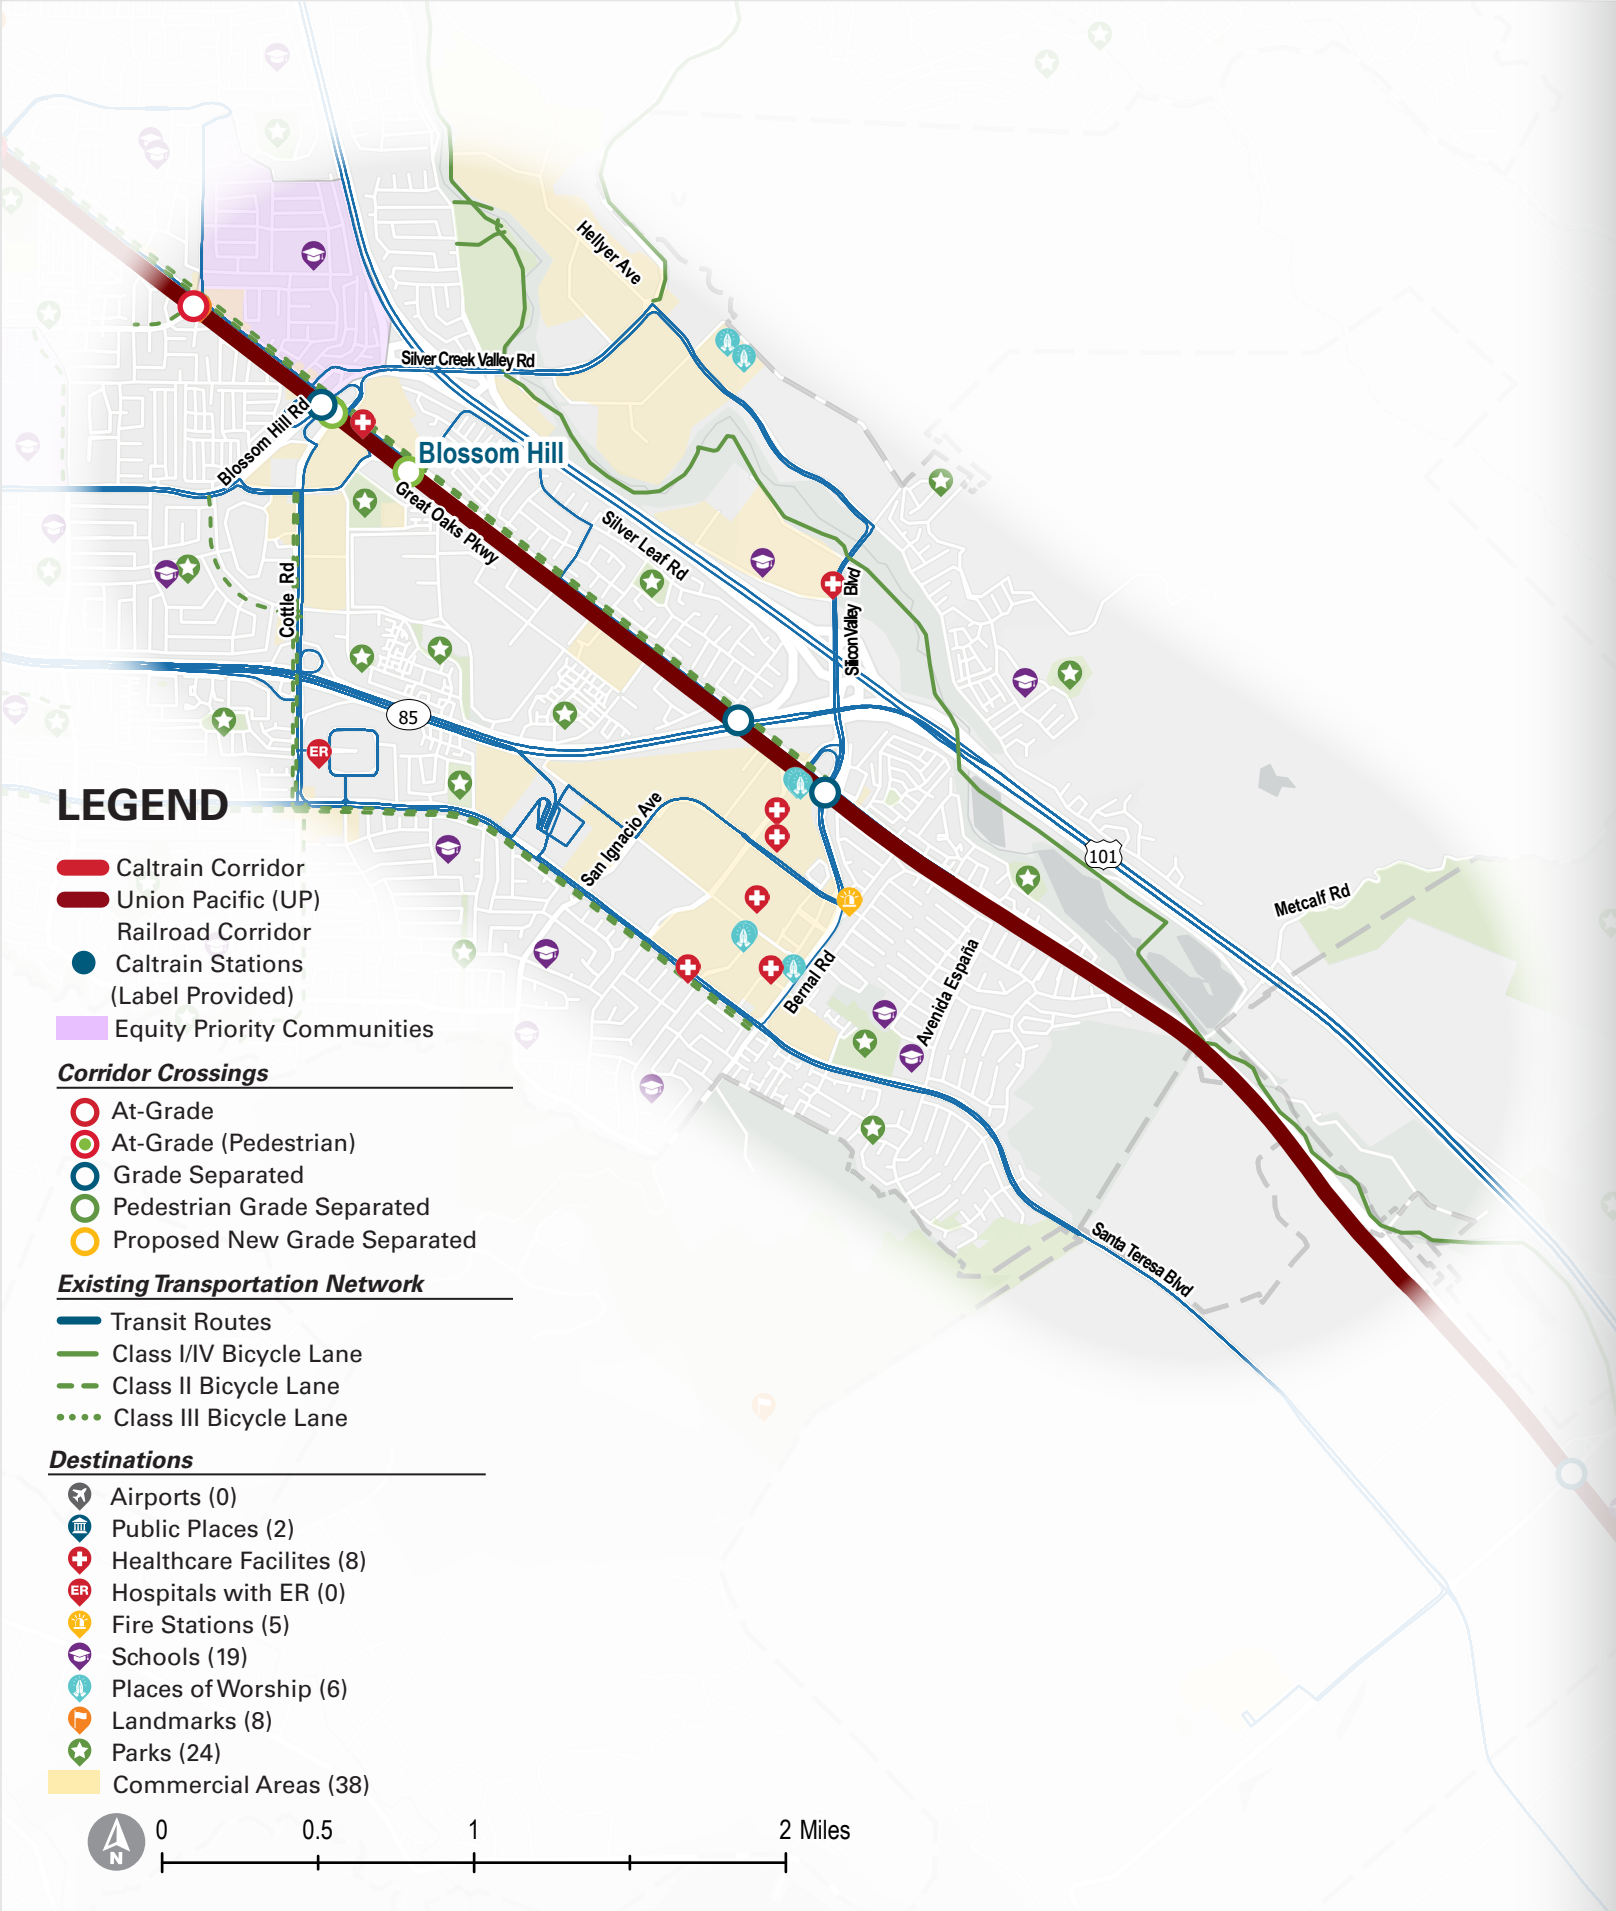 Hellyer Ave
Silver Creek Valley Rd
Blossom Hill Rd
Blossom Hill
Great Oaks Pkwy
Silver Leaf Rd
Cottle Rd
Silicon Valley Blvd
85
ER
San Ignacio Ave
101
Metcalf Rd
Bernal Rd
Avenida España
Santa Teresa Blvd
LEGEND
Caltrain Corridor
Union Pacific (UP)
Railroad Corridor
Caltrain Stations
(Label Provided)
Equity Priority Communities
Corridor Crossings
At-Grade
At-Grade (Pedestrian)
Grade Separated
Pedestrian Grade Separated
Proposed New Grade Separated
Existing Transportation Network
Transit Routes
Class I/IV Bicycle Lane
Class II Bicycle Lane
Class III Bicycle Lane
Destinations
Airports (0)
Public Places (2)
Healthcare Facilites (8)
ER Hospitals with ER (0)
Fire Stations (5)
Schools (19)
Places of Worship (6)
Landmarks (8)
Parks (24)
Commercial Areas (38)
N
0 0.5 1 2 Miles